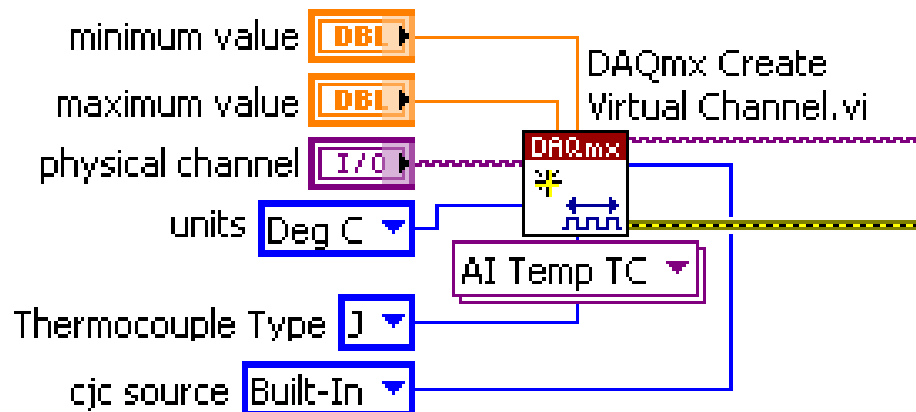 minimum value DBL
DAQmx Create
Virtual Channel.vi
maximum value DBL
DAQmx
physical channel I/O
units Deg C
AI Temp TC
Thermocouple Type J
cjc source Built-In